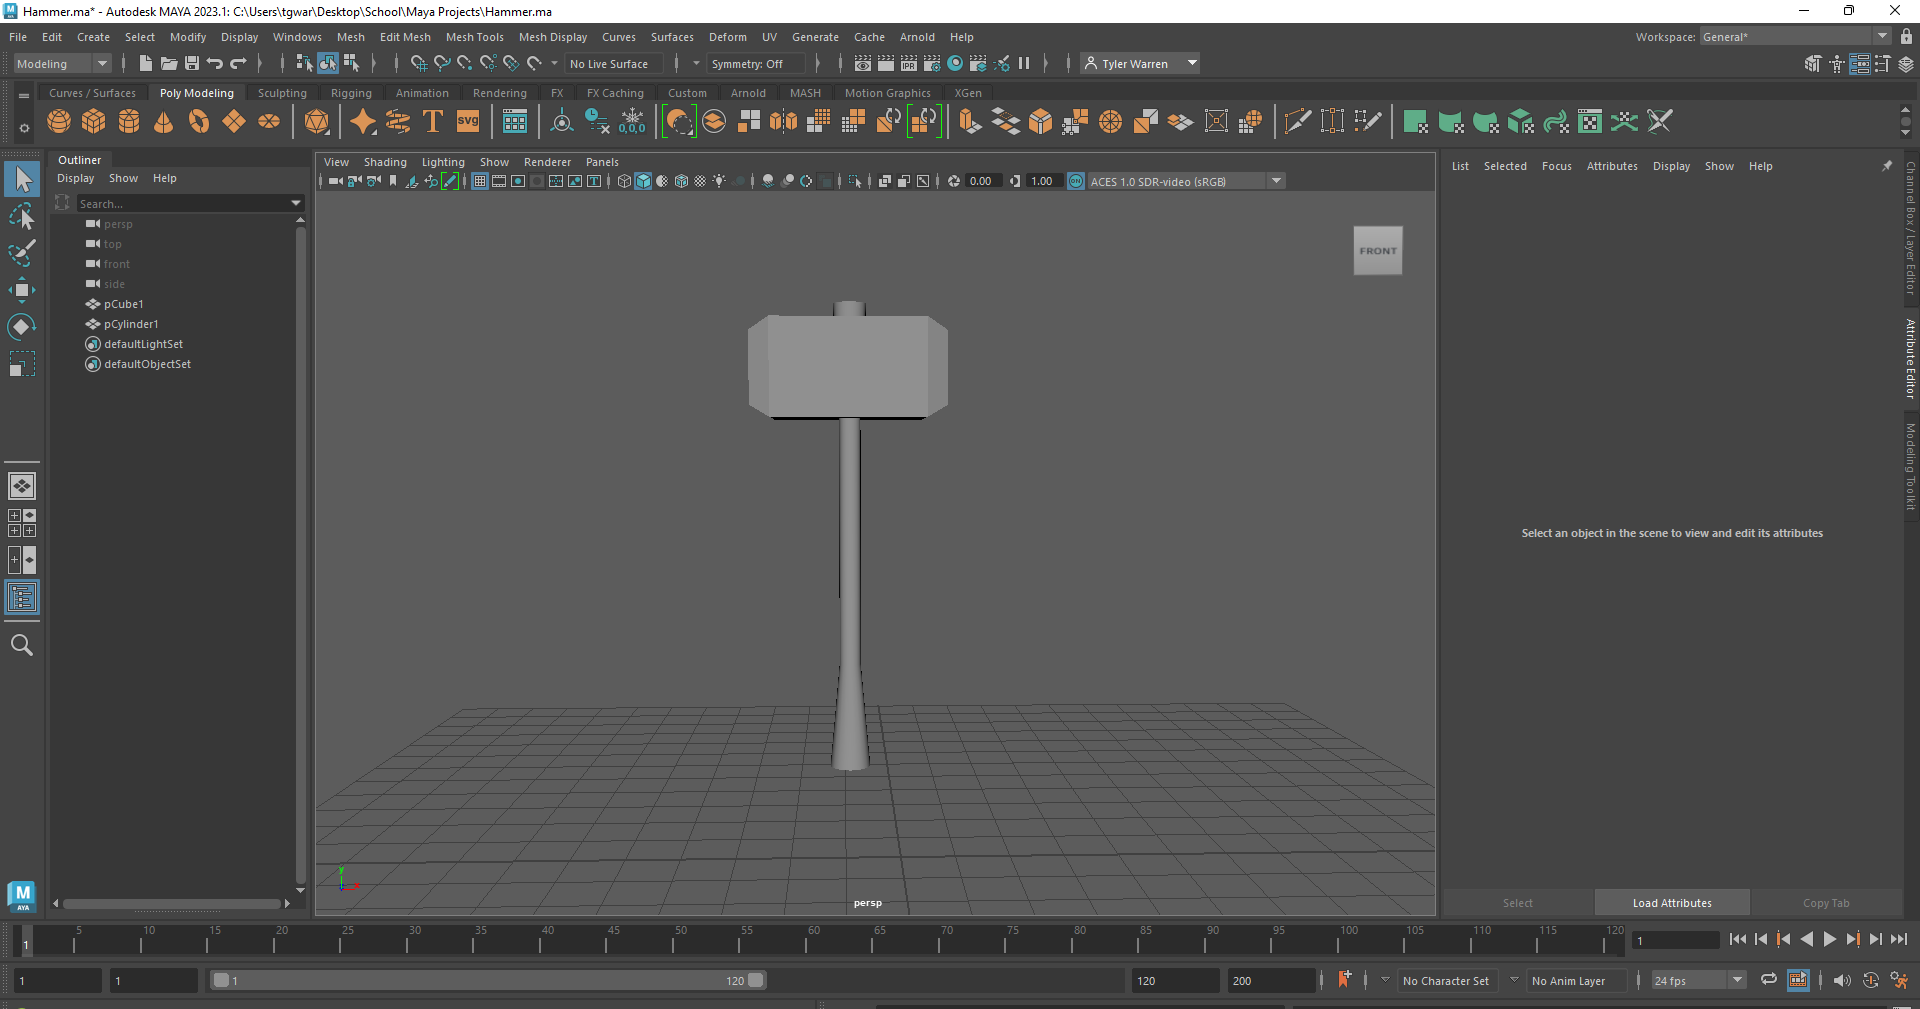 Hammer.ma* - Autodesk MAYA 2023.1: C:\Users\tgwar\Desktop\School\Maya Projects\Hammer.ma
File Edit Create Select Modify Display Windows Mesh Edit Mesh Mesh Tools Mesh Display Curves Surfaces Deform UV Generate Cache Arnold Help Workspace: General*
Modeling No Live Surface Symmetry: Off IPR Tyler Warren
Curves / Surfaces Poly Modeling Sculpting Rigging Animation Rendering FX FX Caching Custom Arnold MASH Motion Graphics XGen
T SVG 0,0,0
Outliner
Display Show Help
Search...
persp
top
front
side
pCube1
pCylinder1
defaultLightSet
defaultObjectSet
View Shading Lighting Show Renderer Panels
0.00 1.00 ON ACES 1.0 SDR-video (sRGB)
FRONT
y
persp
List Selected Focus Attributes Display Show Help
Select an object in the scene to view and edit its attributes
Select Load Attributes Copy Tab
Channel Box / Layer Editor
Attribute Editor
Modeling Toolkit
M
AYA
5 10 15 20 25 30 35 40 45 50 55 60 65 70 75 80 85 90 95 100 105 110 115 120
1 1
1 1 1 120 120 200 No Character Set No Anim Layer 24 fps